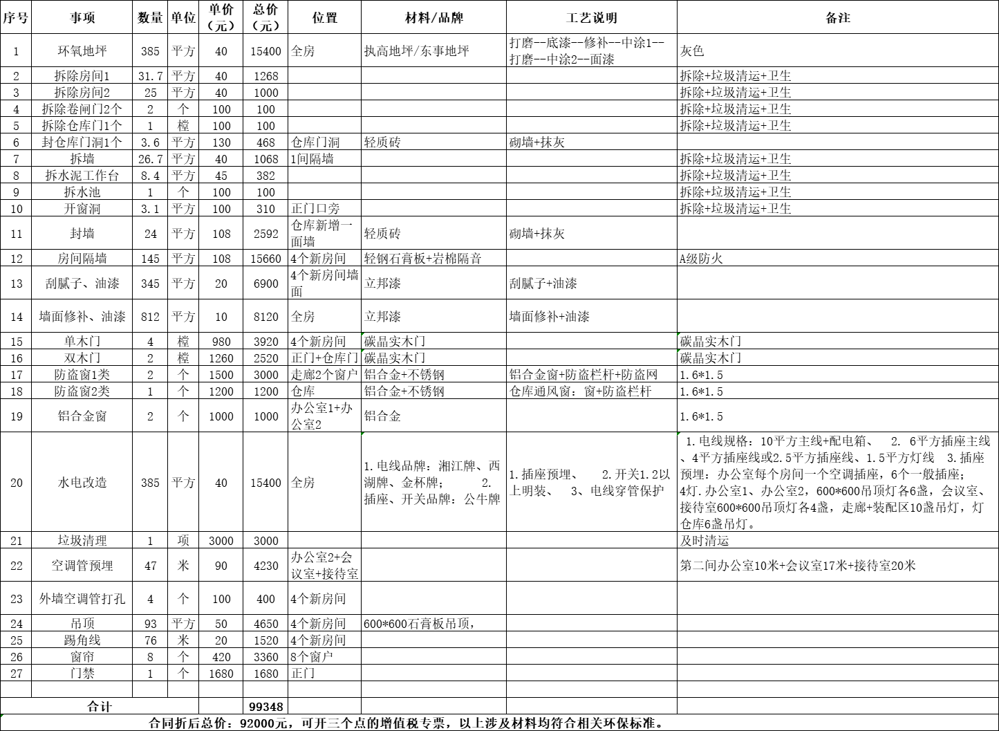 序号 事项 数量 单位 单价（元） 总价（元） 位置 材料/品牌 工艺说明 备注
1 环氧地坪 385 平方 40 15400 全房 执高地坪/东事地坪 打磨--底漆--修补--中涂1--打磨--中涂2--面漆 灰色
2 拆除房间1 31.7 平方 40 1268 拆除+垃圾清运+卫生
3 拆除房间2 25 平方 40 1000 拆除+垃圾清运+卫生
4 拆除卷闸门2个 2 个 100 100 拆除+垃圾清运+卫生
5 拆除仓库门1个 1 樘 100 100 拆除+垃圾清运+卫生
6 封仓库门洞1个 3.6 平方 130 468 仓库门洞 轻质砖 砌墙+抹灰
7 拆墙 26.7 平方 40 1068 1间隔墙 拆除+垃圾清运+卫生
8 拆水泥工作台 8.4 平方 45 382 拆除+垃圾清运+卫生
9 拆水池 1 个 100 100 拆除+垃圾清运+卫生
10 开窗洞 3.1 平方 100 310 正门口旁 拆除+垃圾清运+卫生
11 封墙 24 平方 108 2592 仓库新增一面墙 轻质砖 砌墙+抹灰
12 房间隔墙 145 平方 108 15660 4个新房间 轻钢石膏板+岩棉隔音 A级防火
13 刮腻子、油漆 345 平方 20 6900 4个新房间墙面 立邦漆 刮腻子+油漆
14 墙面修补、油漆 812 平方 10 8120 全房 立邦漆 墙面修补+油漆
15 单木门 4 樘 980 3920 4个新房间 碳晶实木门 碳晶实木门
16 双木门 2 樘 1260 2520 正门+仓库门 碳晶实木门 碳晶实木门
17 防盗窗1类 2 个 1500 3000 走廊2个窗户 铝合金+不锈钢 铝合金窗+防盗栏杆+防盗网 1.6*1.5
18 防盗窗2类 1 个 1200 1200 仓库 铝合金+不锈钢 仓库通风窗：窗+防盗栏杆 1.6*1.5
19 铝合金窗 2 个 1000 1000 办公室1+办公室2 铝合金 1.6*1.5
20 水电改造 385 平方 40 15400 全房 1.电线品牌：湘江牌、西湖牌、金杯牌； 2.插座、开关品牌：公牛牌 1.插座预埋、 2.开关1.2以上明装、 3、电线穿管保护 1.电线规格：10平方主线+配电箱、 2. 6平方插座主线、4平方插座线或2.5平方插座线、1.5平方灯线 3.插座预埋：办公室每个房间一个空调插座，6个一般插座； 4灯.办公室1、办公室2，600*600吊顶灯各6盏，会议室、接待室600*600吊顶灯各4盏，走廊+装配区10盏吊灯，灯仓库6盏吊灯。
21 垃圾清理 1 项 3000 3000 及时清运
22 空调管预埋 47 米 90 4230 办公室2+会议室+接待室 第二间办公室10米+会议室17米+接待室20米
23 外墙空调管打孔 4 个 100 400 4个新房间
24 吊顶 93 平方 50 4650 4个新房间 600*600石膏板吊顶，
25 踢角线 76 米 20 1520 4个新房间
26 窗帘 8 个 420 3360 8个窗户
27 门禁 1 个 1680 1680 正门
合计 99348
合同折后总价：92000元，可开三个点的增值税专票，以上涉及材料均符合相关环保标准。